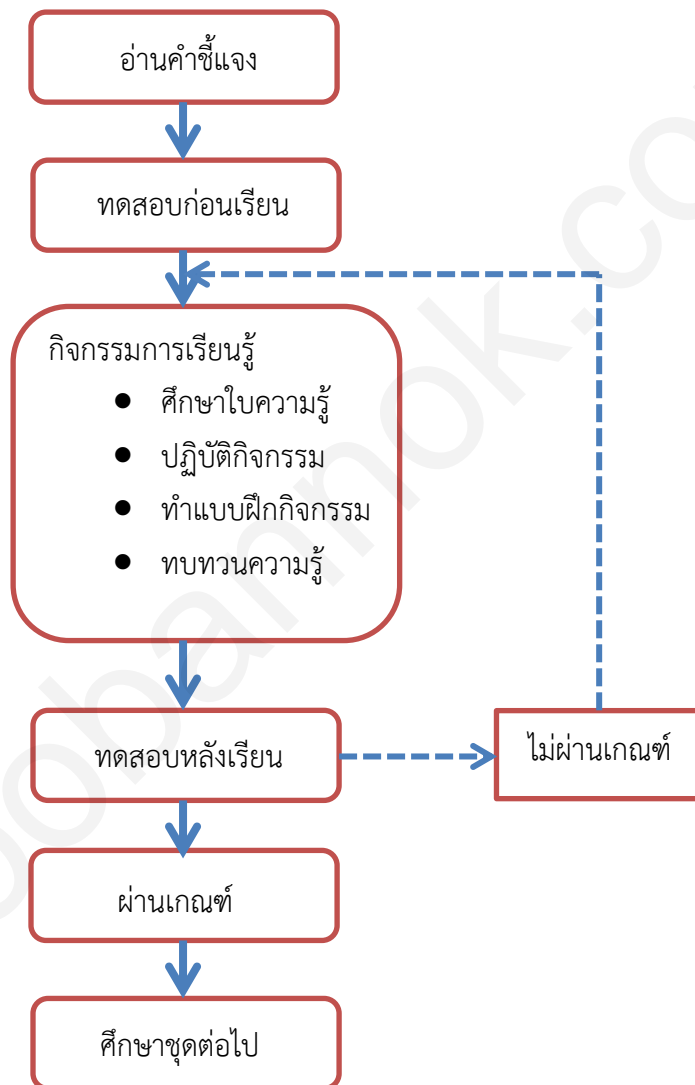 อ่านคำชี้แจง
ทดสอบก่อนเรียน
กิจกรรมการเรียนรู้
● ศึกษาใบความรู้
● ปฏิบัติกิจกรรม
● ทำแบบฝึกกิจกรรม
● ทบทวนความรู้
ทดสอบหลังเรียน
ไม่ผ่านเกณฑ์
ผ่านเกณฑ์
ศึกษาชุดต่อไป